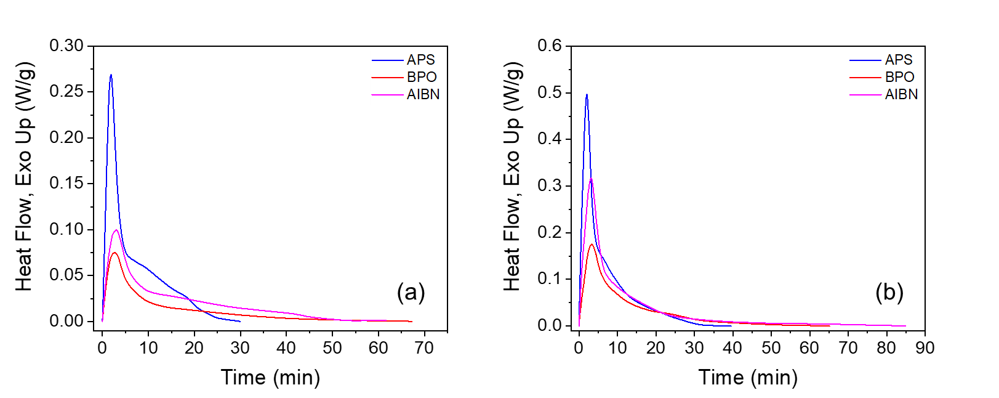 Heat Flow, Exo Up (W/g)
0.30
0.25
0.20
0.15
0.10
0.05
0.00
APS
BPO
AIBN
(a)
0 10 20 30 40 50 60 70
Time (min)
Heat Flow, Exo Up (W/g)
0.6
0.5
0.4
0.3
0.2
0.1
0.0
APS
BPO
AIBN
(b)
0 10 20 30 40 50 60 70 80 90
Time (min)